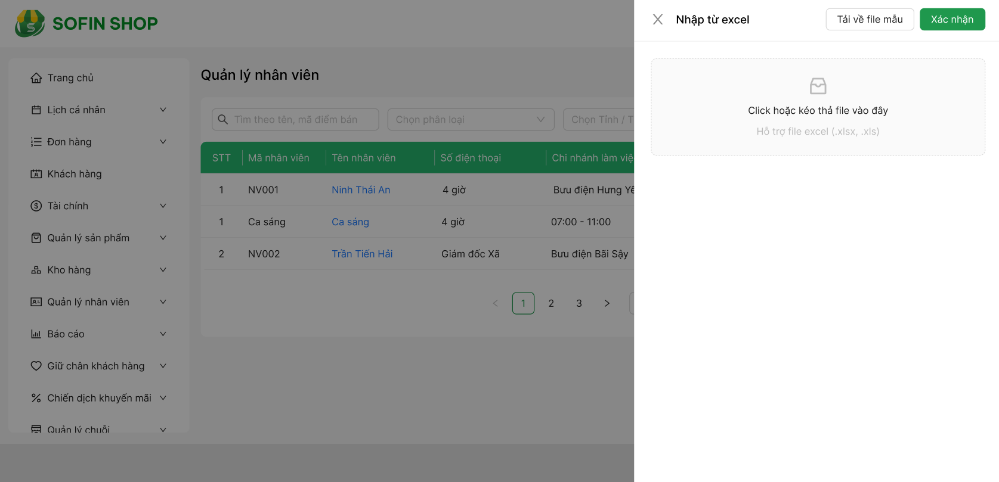 SOFIN SHOP
Nhập từ excel
Tải về file mẫu
Xác nhận
Trang chủ
Lịch cá nhân
Đơn hàng
Khách hàng
Tài chính
Quản lý sản phẩm
Kho hàng
Quản lý nhân viên
Báo cáo
Giữ chân khách hàng
Chiến dịch khuyến mãi
Quản lý chuỗi
Quản lý nhân viên
Tìm theo tên, mã điểm bán
Chọn phân loại
Chọn Tỉnh / T
STT Mã nhân viên Tên nhân viên Số điện thoại Chi nhánh làm việ
1 NV001 Ninh Thái An 4 giờ Bưu điện Hưng Yê
1 Ca sáng Ca sáng 4 giờ 07:00 - 11:00
2 NV002 Trần Tiến Hải Giám đốc Xã Bưu điện Bãi Sậy
< 1 2 3 >
Click hoặc kéo thả file vào đây
Hỗ trợ file excel (.xlsx, .xls)